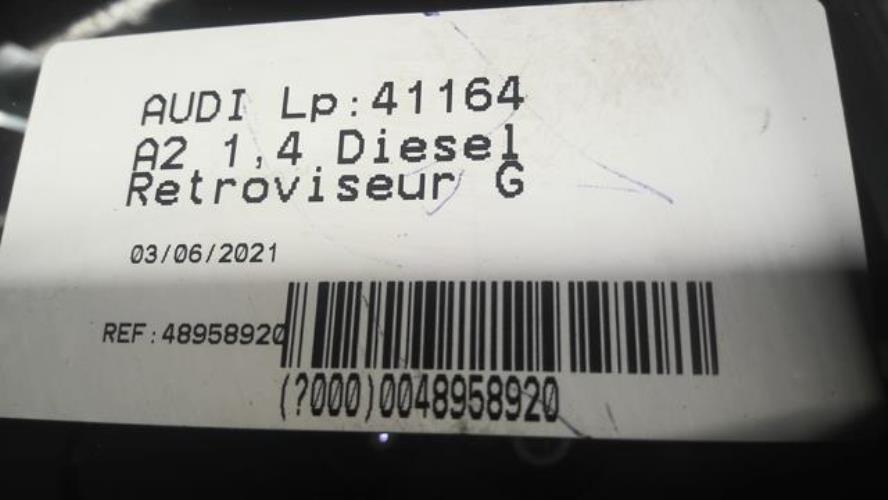 AUDI Lp:41164
A2 1,4 Diesel
Retroviseur G
03/06/2021
REF:48958920
(?000)0048958920